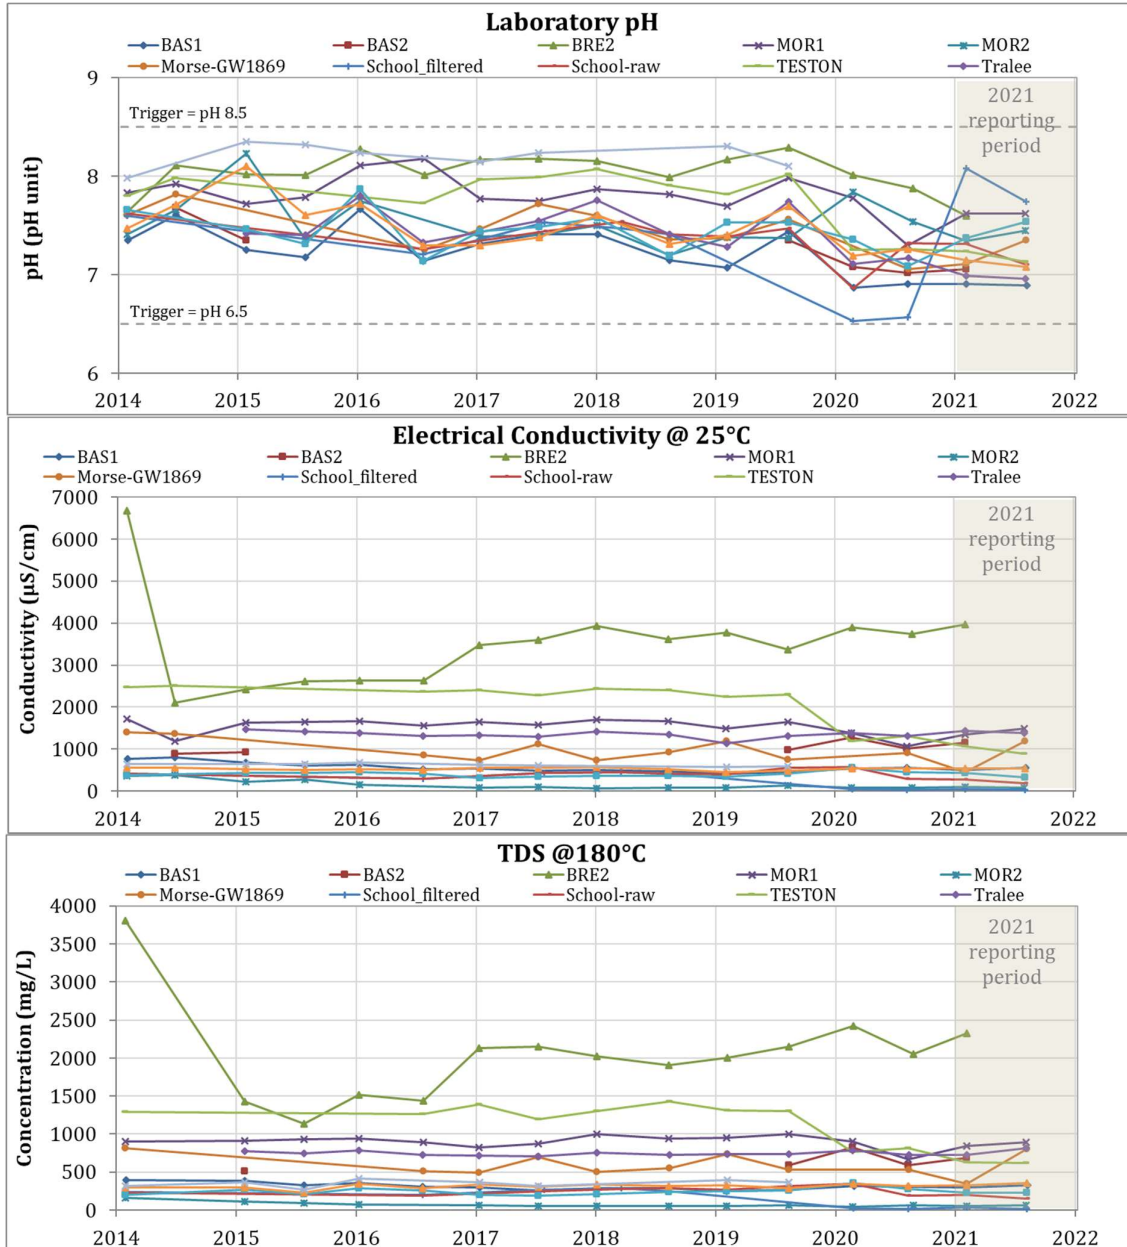 Laboratory pH
BAS1 BAS2 BRE2 MOR1 MOR2
Morse-GW1869 School_filtered School-raw TESTON Tralee
9
8
7
6
pH (pH unit)
Trigger = pH 8.5
Trigger = pH 6.5
2021
reporting
period
2014 2015 2016 2017 2018 2019 2020 2021 2022
Electrical Conductivity @ 25°C
BAS1 BAS2 BRE2 MOR1 MOR2
Morse-GW1869 School_filtered School-raw TESTON Tralee
7000
6000
5000
4000
3000
2000
1000
0
Conductivity (µS/cm)
2021
reporting
period
2014 2015 2016 2017 2018 2019 2020 2021 2022
TDS @180°C
BAS1 BAS2 BRE2 MOR1 MOR2
Morse-GW1869 School_filtered School-raw TESTON Tralee
4000
3500
3000
2500
2000
1500
1000
500
0
Concentration (mg/L)
2021
reporting
period
2014 2015 2016 2017 2018 2019 2020 2021 2022